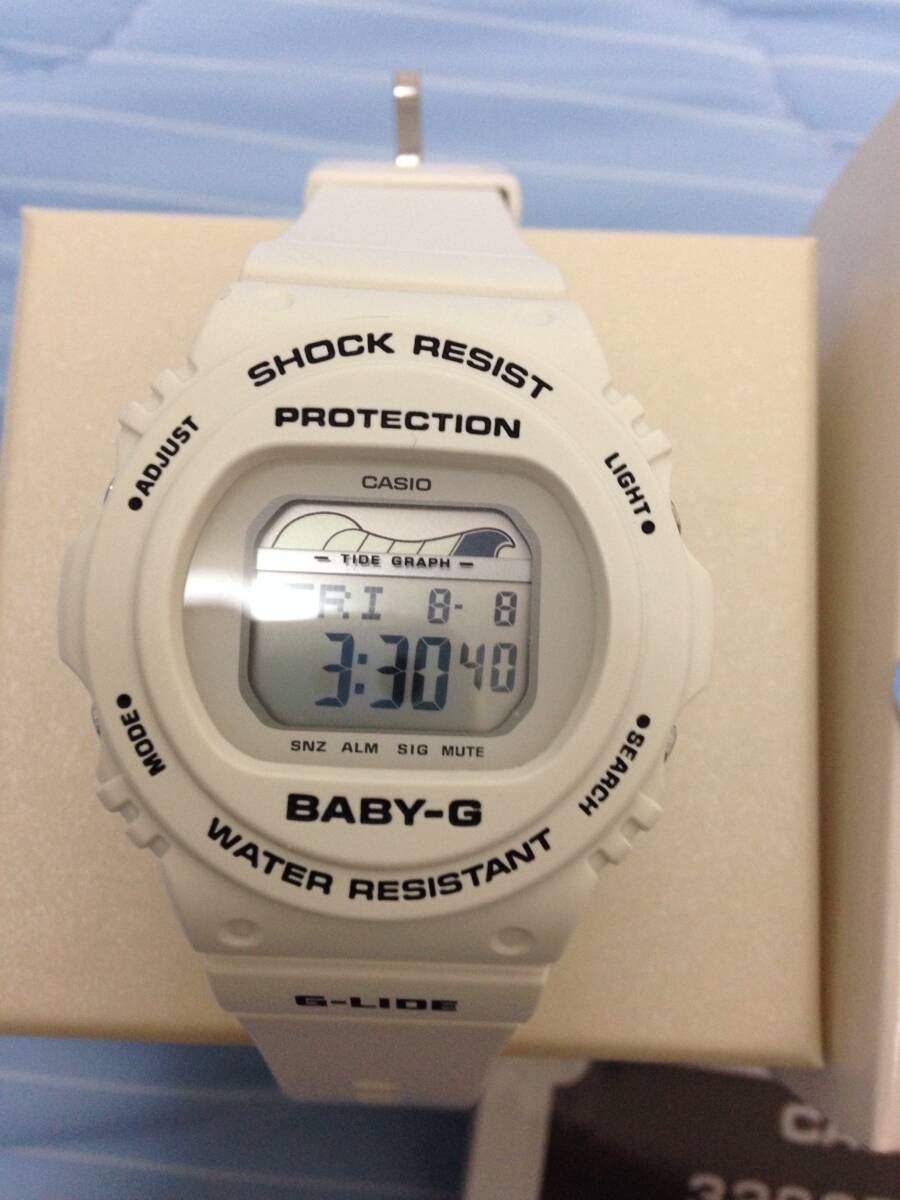 SHOCK RESIST
PROTECTION
ADJUST
LIGHT
CASIO
TIDE GRAPH
FRI 8-8
3:30 40
SNZ ALM SIG MUTE
MODE
SEARCH
BABY-G
WATER RESISTANT
G-LIDE